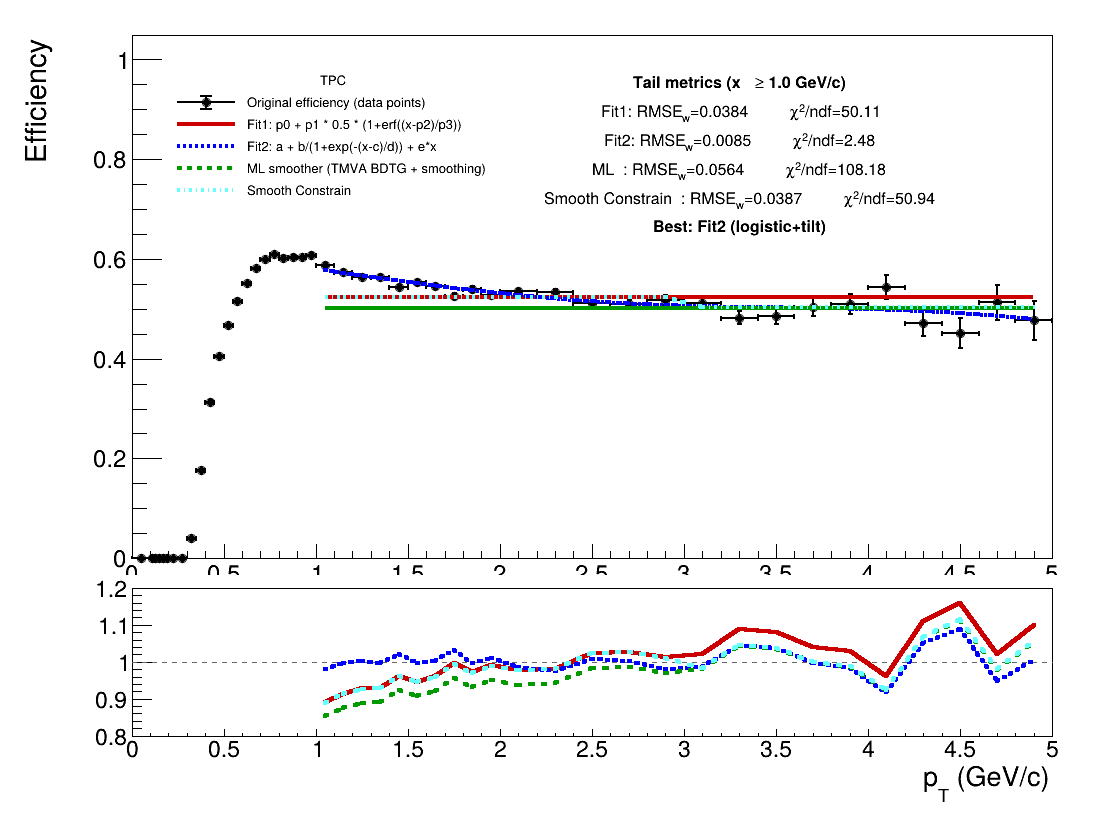 Efficiency
1
0.8
0.6
0.4
0.2
0
TPC
Original efficiency (data points)
Fit1: p0 + p1 * 0.5 * (1+erf((x-p2)/p3))
Fit2: a + b/(1+exp(-(x-c)/d)) + e*x
ML smoother (TMVA BDTG + smoothing)
Smooth Constrain
Tail metrics (x ≥ 1.0 GeV/c)
Fit1: RMSE_w=0.0384 χ²/ndf=50.11
Fit2: RMSE_w=0.0085 χ²/ndf=2.48
ML : RMSE_w=0.0564 χ²/ndf=108.18
Smooth Constrain : RMSE_w=0.0387 χ²/ndf=50.94
Best: Fit2 (logistic+tilt)
0 0.5 1 1.5 2 2.5 3 3.5 4 4.5 5
1.2
1.1
1
0.9
0.8
0 0.5 1 1.5 2 2.5 3 3.5 4 4.5 5
p_T (GeV/c)